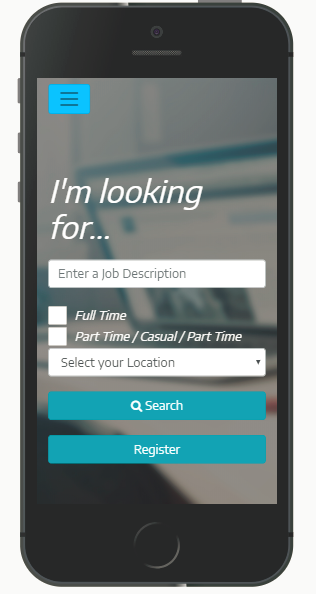 I'm looking
for...
Enter a Job Description
Full Time
Part Time / Casual / Part Time
Select your Location
Search
Register